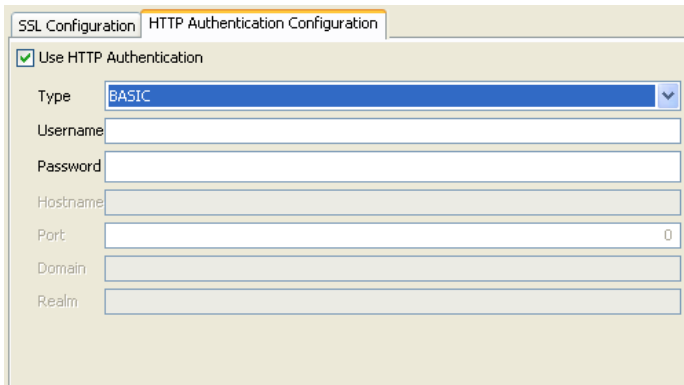 SSL Configuration HTTP Authentication Configuration
Use HTTP Authentication
Type BASIC
Username
Password
Hostname
Port 0
Domain
Realm